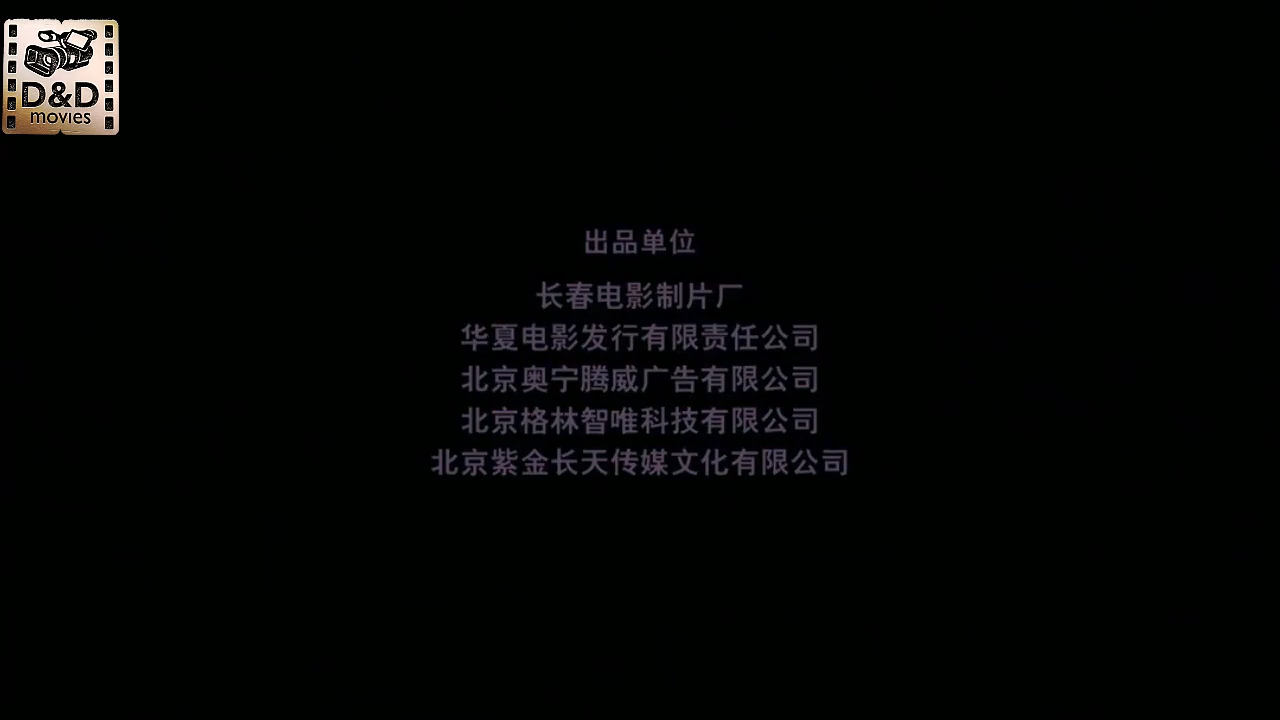 D&D
movies
出品单位
长春电影制片厂
华夏电影发行有限责任公司
北京奥宁腾威广告有限公司
北京格林智唯科技有限公司
北京紫金长天传媒文化有限公司